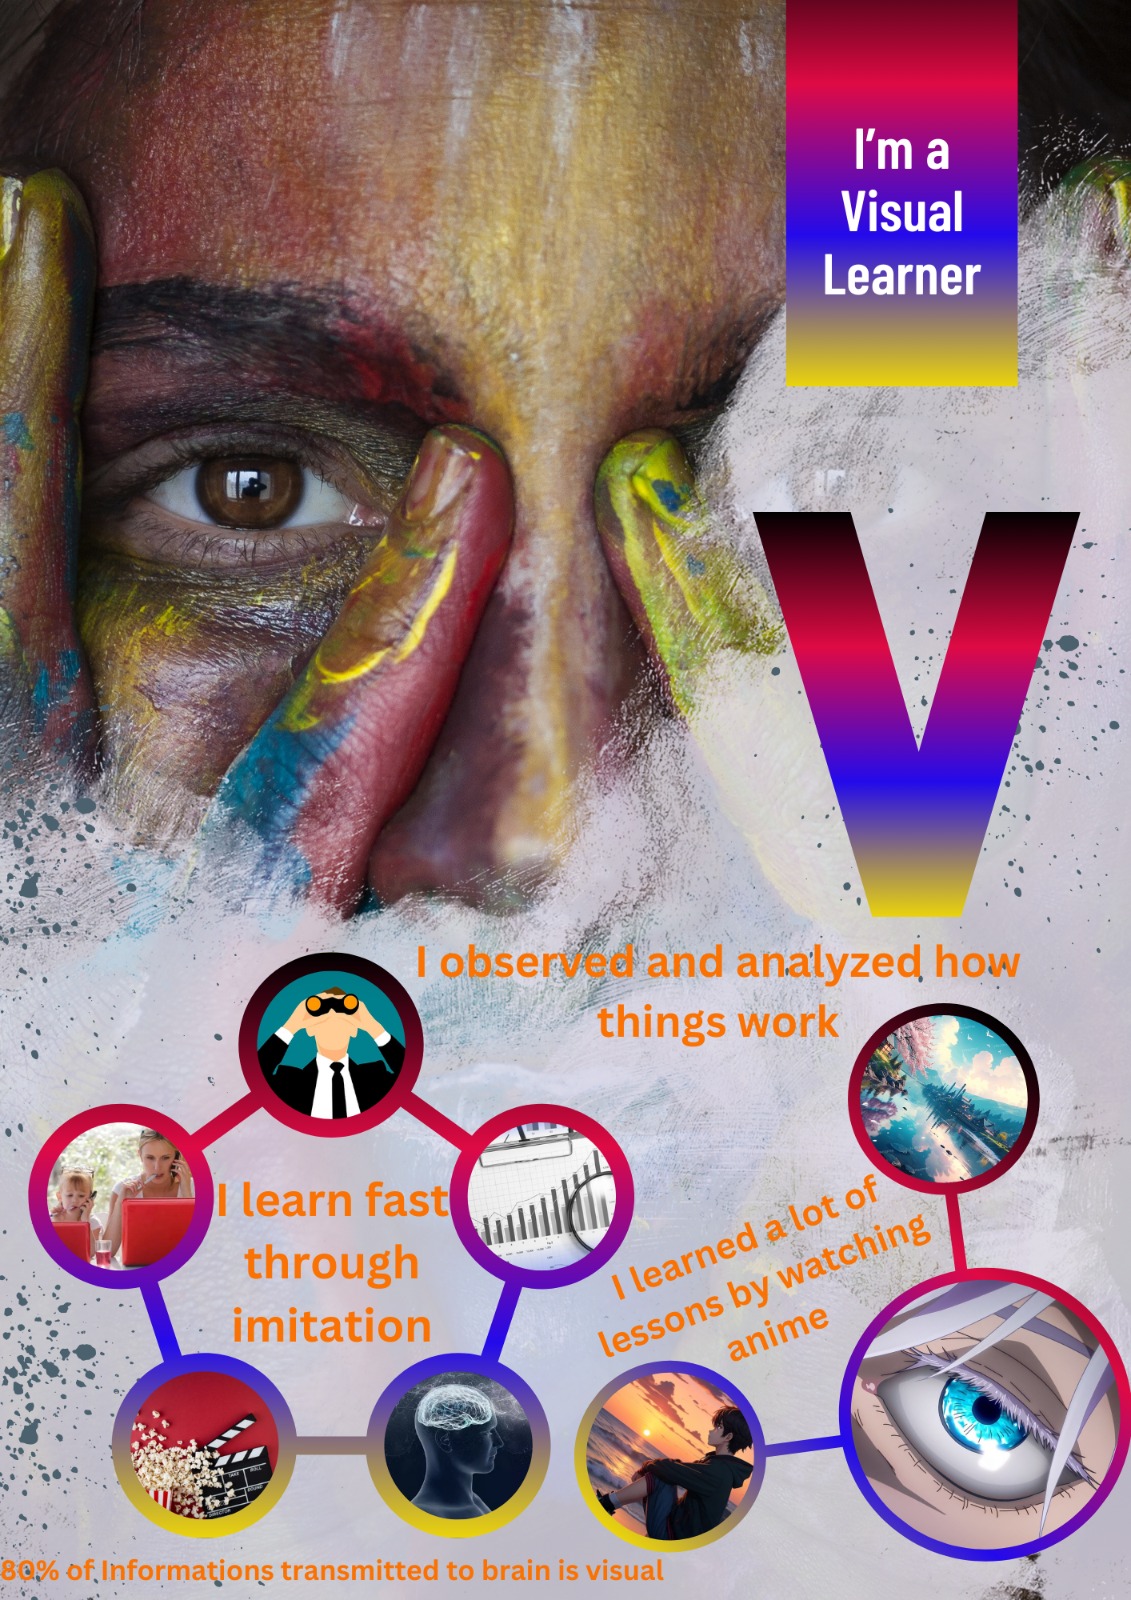 I'm a
Visual
Learner
V
I observed and analyzed how
things work
I learn fast
through
imitation
I learned a lot of
lessons by watching
anime
80% of Informations transmitted to brain is visual